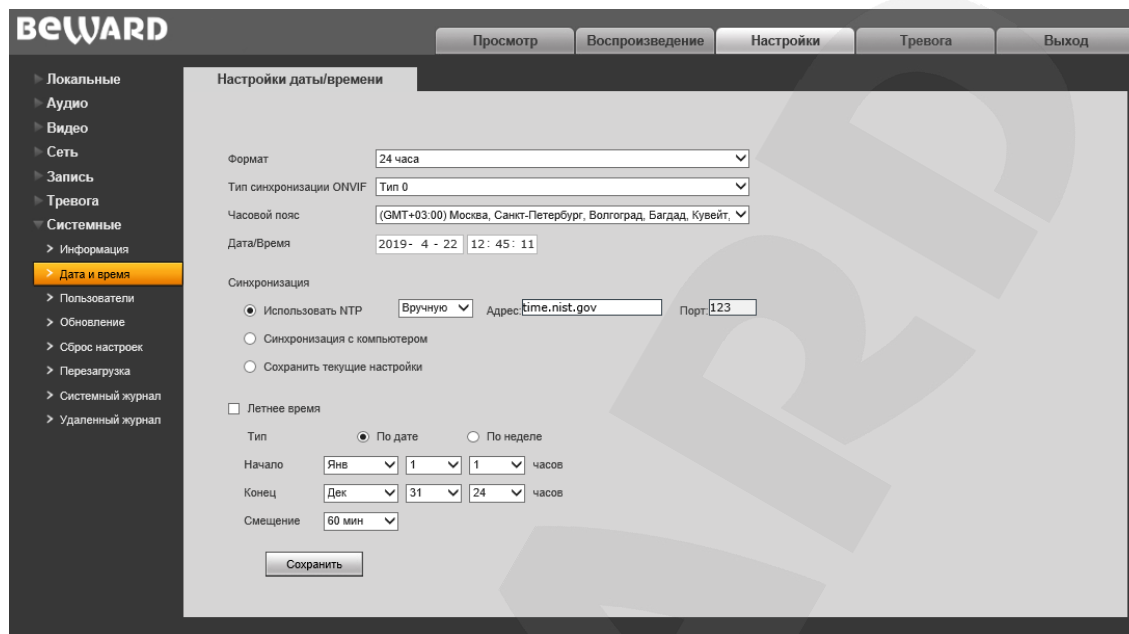 BEWARD
Просмотр Воспроизведение Настройки Тревога Выход
Локальные
Аудио
Видео
Сеть
Запись
Тревога
Системные
Информация
Дата и время
Пользователи
Обновление
Сброс настроек
Перезагрузка
Системный журнал
Удаленный журнал
Настройки даты/времени
Формат 24 часа
Тип синхронизации ONVIF Тип 0
Часовой пояс (GMT+03:00) Москва, Санкт-Петербург, Волгоград, Багдад, Кувейт,
Дата/Время 2019- 4 - 22 12: 45: 11
Синхронизация
Использовать NTP Вручную Адрес: time.nist.gov Порт: 123
Синхронизация с компьютером
Сохранить текущие настройки
Летнее время
Тип По дате По неделе
Начало Янв 1 1 часов
Конец Дек 31 24 часов
Смещение 60 мин
Сохранить